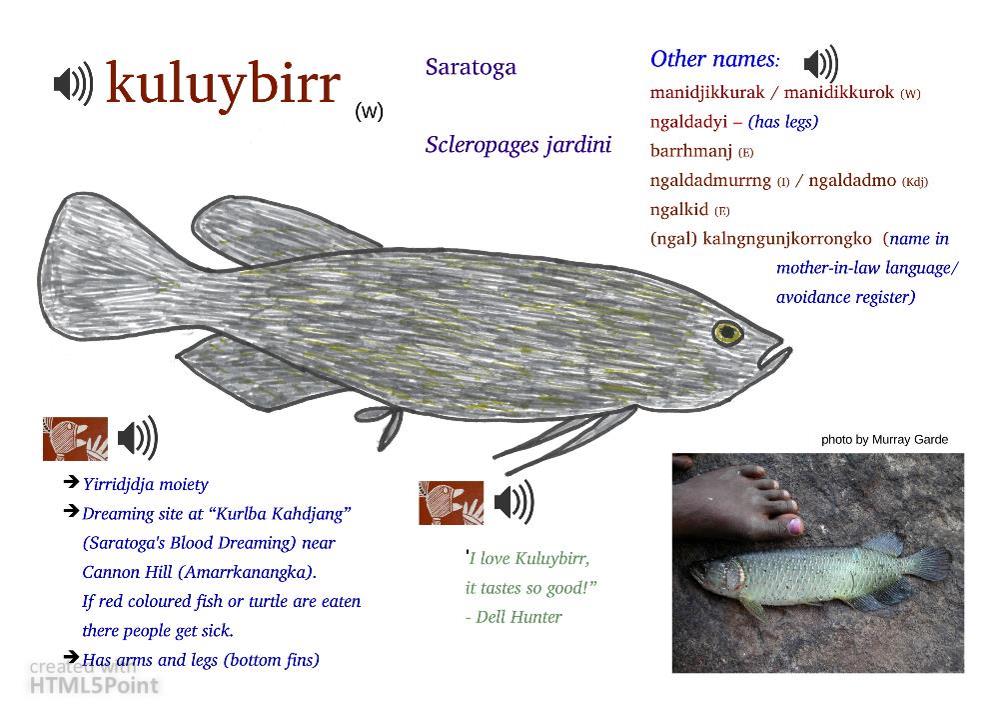 kuluybirr (w)
Saratoga
Scleropages jardini
Other names:
manidjikkurak / manidikkurok (W)
ngaldadyi – (has legs)
barrhmanj (E)
ngaldadmurrng (I) / ngaldadmo (Kdj)
ngalkid (E)
(ngal) kalngngunjkorrongko (name in
mother-in-law language/
avoidance register)
Yirridjdja moiety
Dreaming site at “Kurlba Kahdjang”
(Saratoga's Blood Dreaming) near
Cannon Hill (Amarrkanangka).
If red coloured fish or turtle are eaten
there people get sick.
Has arms and legs (bottom fins)
created with
HTML5Point
'I love Kuluybirr,
it tastes so good!”
- Dell Hunter
photo by Murray Garde